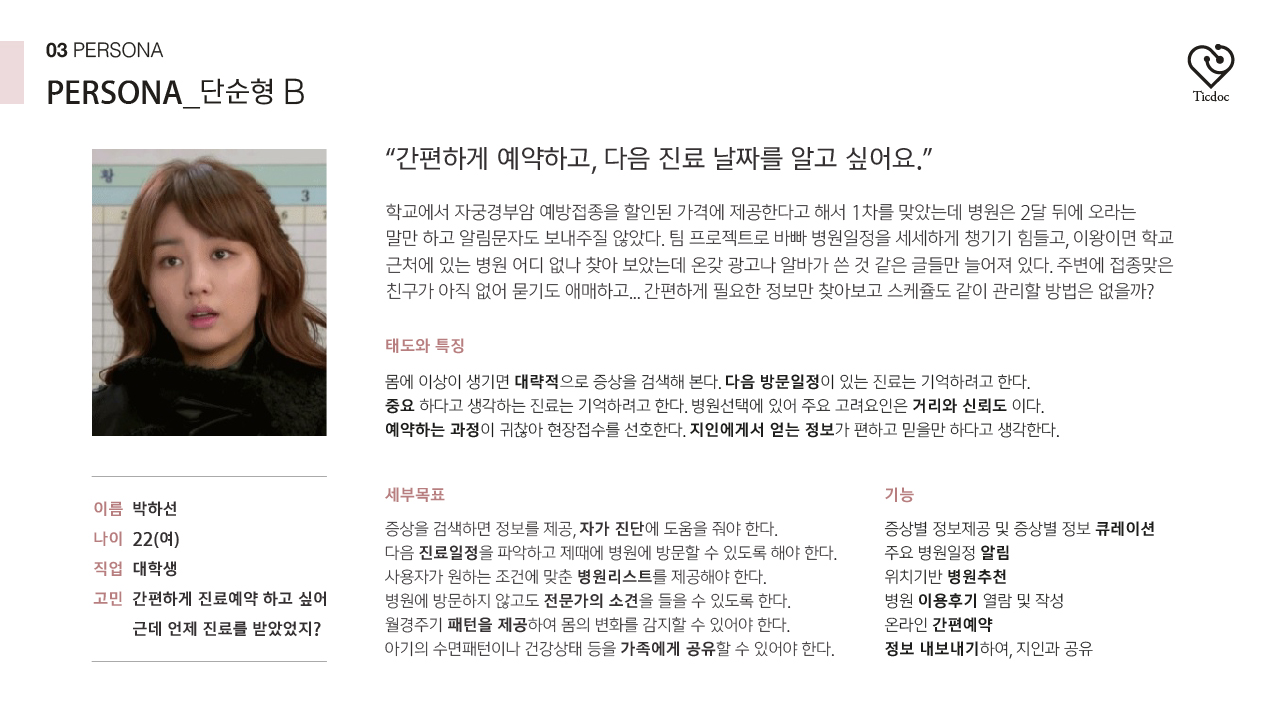 03 PERSONA
PERSONA_단순형 B
Ticdoc
황
3
2
6
7
“간편하게 예약하고, 다음 진료 날짜를 알고 싶어요.”
학교에서 자궁경부암 예방접종을 할인된 가격에 제공한다고 해서 1차를 맞았는데 병원은 2달 뒤에 오라는
말만 하고 알림문자도 보내주질 않았다. 팀 프로젝트로 바빠 병원일정을 세세하게 챙기기 힘들고, 이왕이면 학교
근처에 있는 병원 어디 없나 찾아 보았는데 온갖 광고나 알바가 쓴 것 같은 글들만 늘어져 있다. 주변에 접종맞은
친구가 아직 없어 묻기도 애매하고... 간편하게 필요한 정보만 찾아보고 스케쥴도 같이 관리할 방법은 없을까?
태도와 특징
몸에 이상이 생기면 대략적으로 증상을 검색해 본다. 다음 방문일정이 있는 진료는 기억하려고 한다.
중요 하다고 생각하는 진료는 기억하려고 한다. 병원선택에 있어 주요 고려요인은 거리와 신뢰도 이다.
예약하는 과정이 귀찮아 현장접수를 선호한다. 지인에게서 얻는 정보가 편하고 믿을만 하다고 생각한다.
이름 박하선
나이 22(여)
직업 대학생
고민 간편하게 진료예약 하고 싶어
근데 언제 진료를 받았었지?
세부목표
증상을 검색하면 정보를 제공, 자가 진단에 도움을 줘야 한다.
다음 진료일정을 파악하고 제때에 병원에 방문할 수 있도록 해야 한다.
사용자가 원하는 조건에 맞춘 병원리스트를 제공해야 한다.
병원에 방문하지 않고도 전문가의 소견을 들을 수 있도록 한다.
월경주기 패턴을 제공하여 몸의 변화를 감지할 수 있어야 한다.
아기의 수면패턴이나 건강상태 등을 가족에게 공유할 수 있어야 한다.
기능
증상별 정보제공 및 증상별 정보 큐레이션
주요 병원일정 알림
위치기반 병원추천
병원 이용후기 열람 및 작성
온라인 간편예약
정보 내보내기하여, 지인과 공유